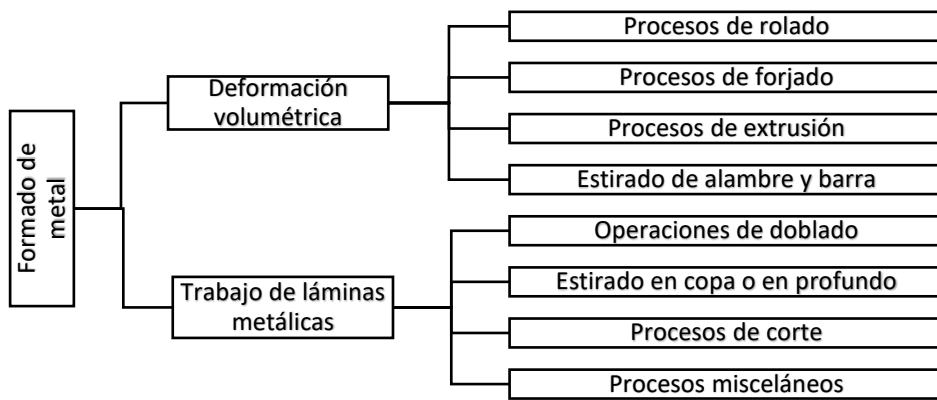 Formado de
metal
Deformación
volumétrica
Procesos de rolado
Procesos de forjado
Procesos de extrusión
Estirado de alambre y barra
Trabajo de láminas
metálicas
Operaciones de doblado
Estirado en copa o en profundo
Procesos de corte
Procesos misceláneos